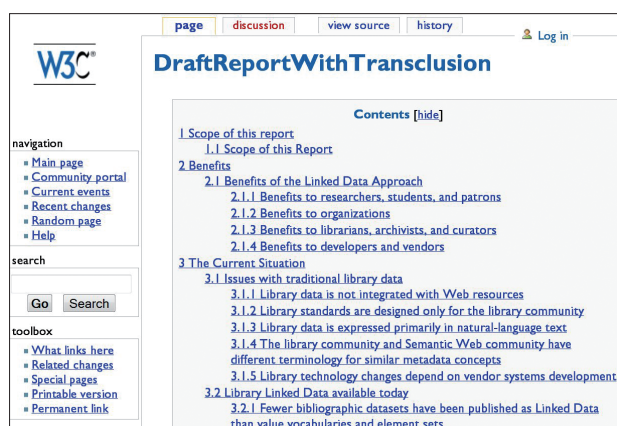 page discussion view source history
Log in
W3C
DraftReportWithTransclusion
Contents [hide]
1 Scope of this report
1.1 Scope of this Report
2 Benefits
2.1 Benefits of the Linked Data Approach
2.1.1 Benefits to researchers, students, and patrons
2.1.2 Benefits to organizations
2.1.3 Benefits to librarians, archivists, and curators
2.1.4 Benefits to developers and vendors
3 The Current Situation
3.1 Issues with traditional library data
3.1.1 Library data is not integrated with Web resources
3.1.2 Library standards are designed only for the library community
3.1.3 Library data is expressed primarily in natural-language text
3.1.4 The library community and Semantic Web community have
different terminology for similar metadata concepts
3.1.5 Library technology changes depend on vendor systems development
3.2 Library Linked Data available today
3.2.1 Fewer bibliographic datasets have been published as Linked Data
than value vocabularies and element sets
navigation
Main page
Community portal
Current events
Recent changes
Random page
Help
search
Go Search
toolbox
What links here
Related changes
Special pages
Printable version
Permanent link